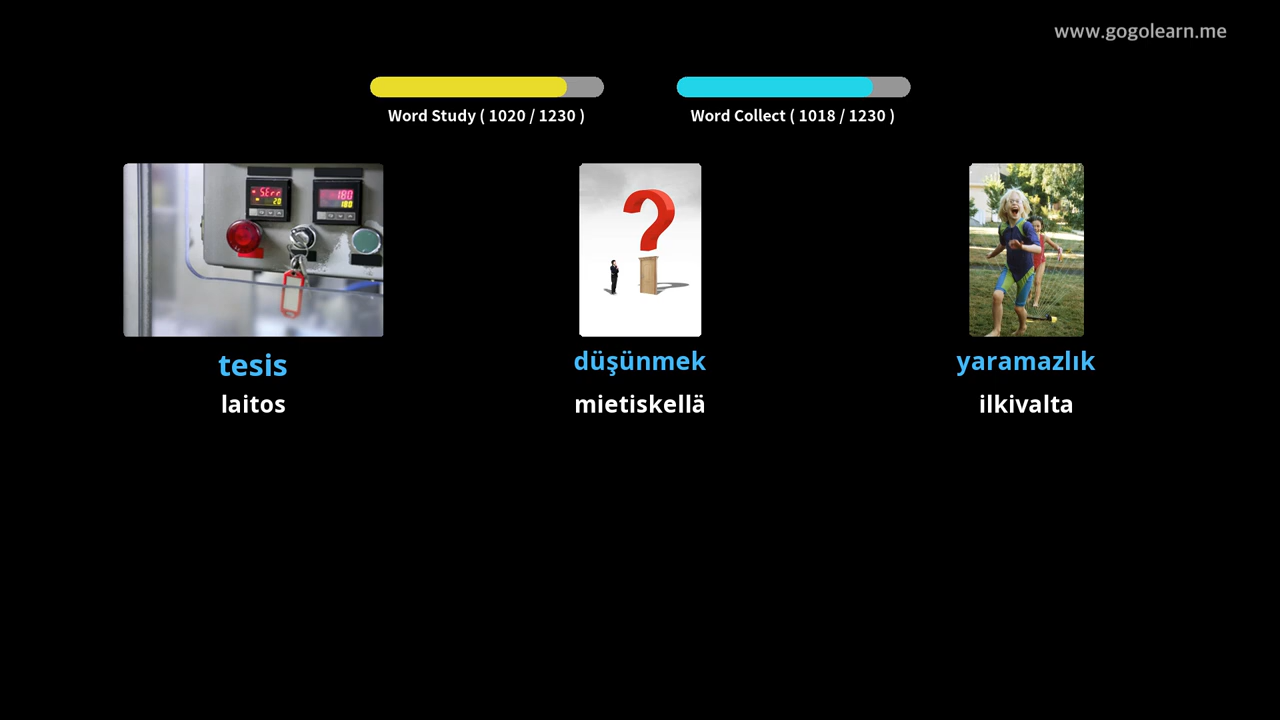 www.gogolearn.me
Word Study ( 1020 / 1230 )
Word Collect ( 1018 / 1230 )
tesis
düşünmek
yaramazlık
laitos
mietiskellä
ilkivalta